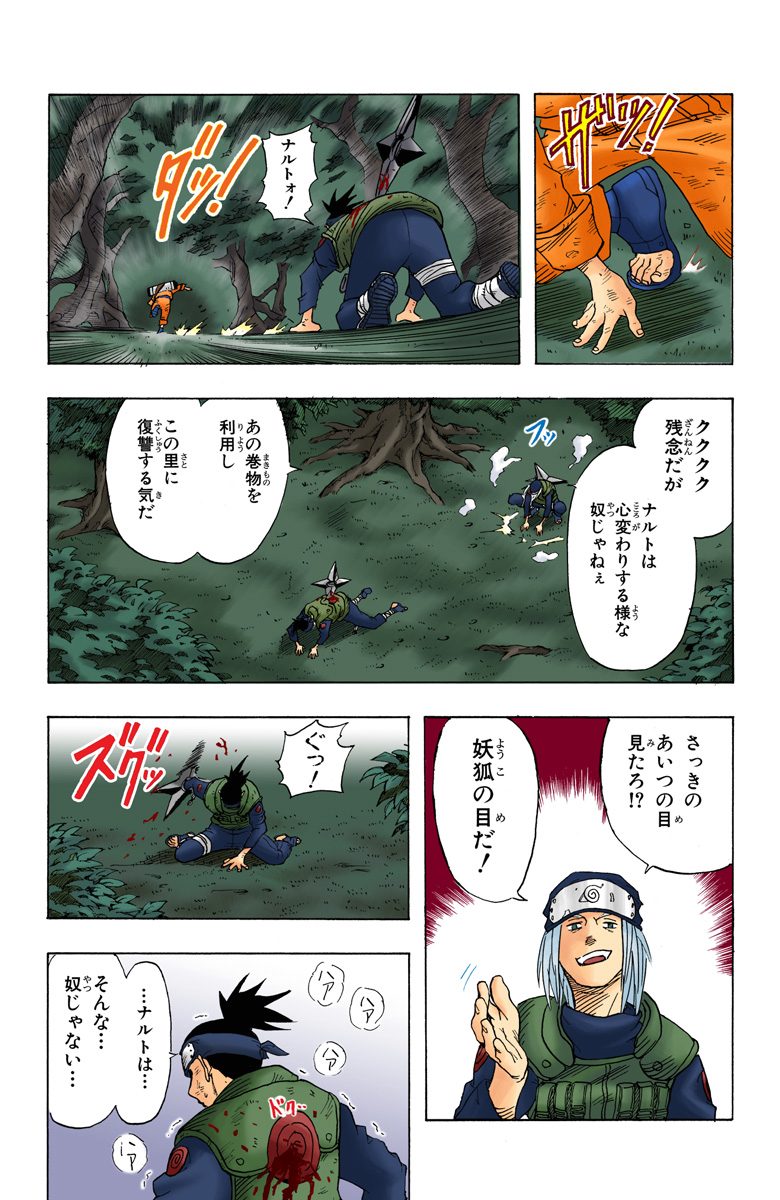 ザッ!
ナルトォ!
ダッ!
クククク
残念だが
ナルトは
心変わりする様な
奴じゃねぇ
フッ
あの巻物を
利用し
この里に
復讐する気だ
さっきの
あいつの目
見たろ!?
妖狐の目だ!
ぐっ!
ズグッ
ハァ
ハァ
ハァ
ドク…
…ナルトは…
そんな…
奴じゃない…
ハァ